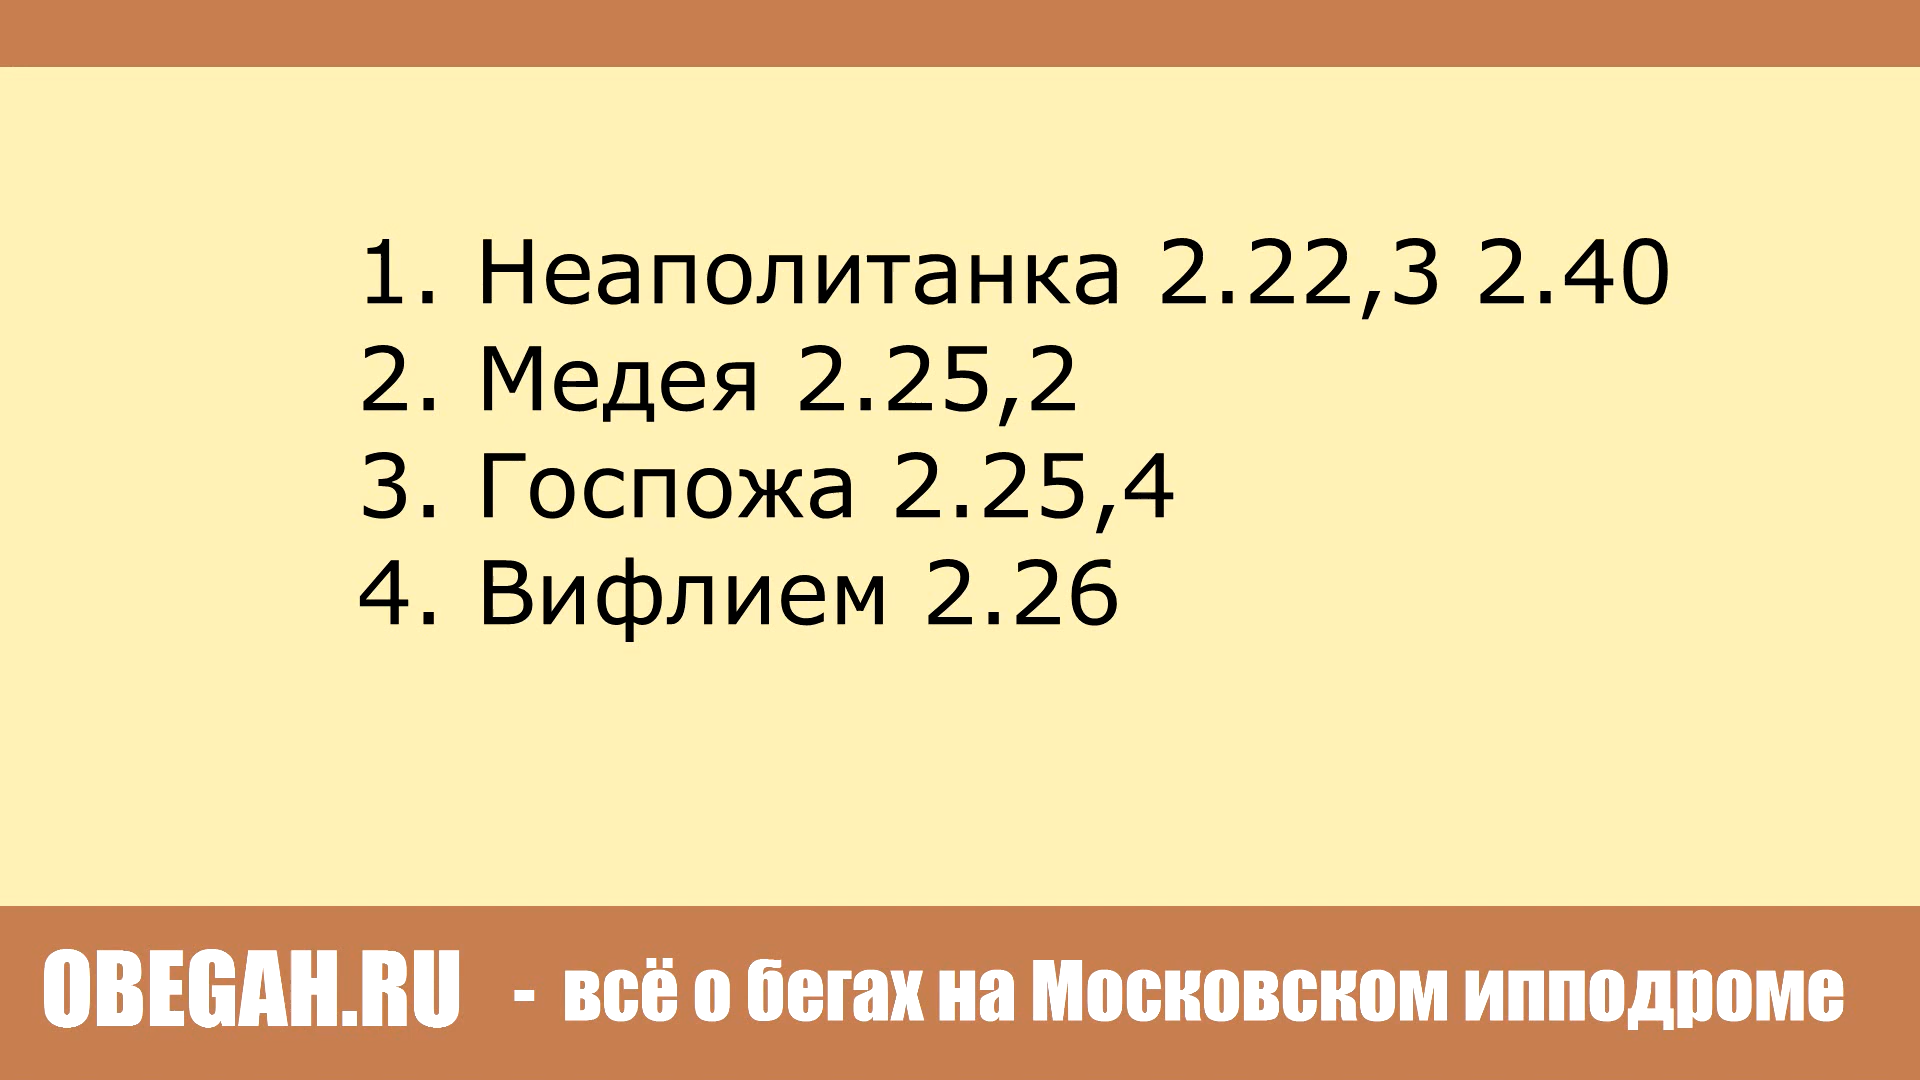 1. Неаполитанка 2.22,3 2.40
2. Медея 2.25,2
3. Госпожа 2.25,4
4. Вифлием 2.26
OBEGAH.RU - всё о бегах на Московском ипподроме